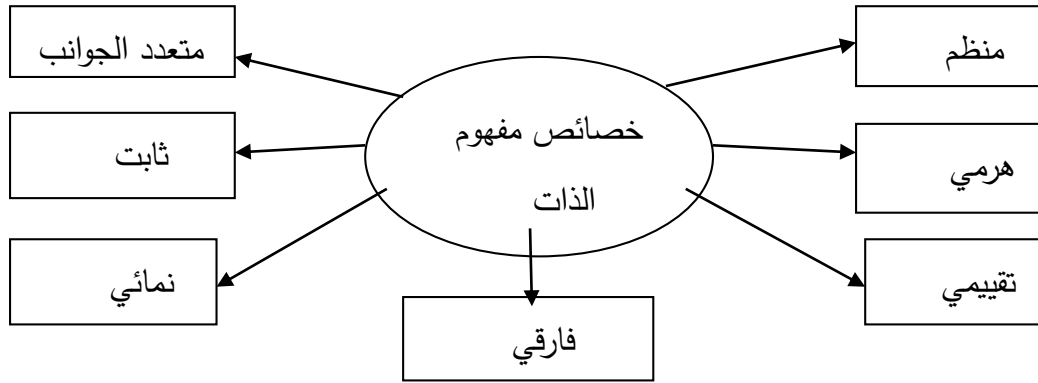 منظم
متعدد الجوانب
خصائص مفهوم
الذات
هرمي
ثابت
تقييمي
نمائي
فارقي